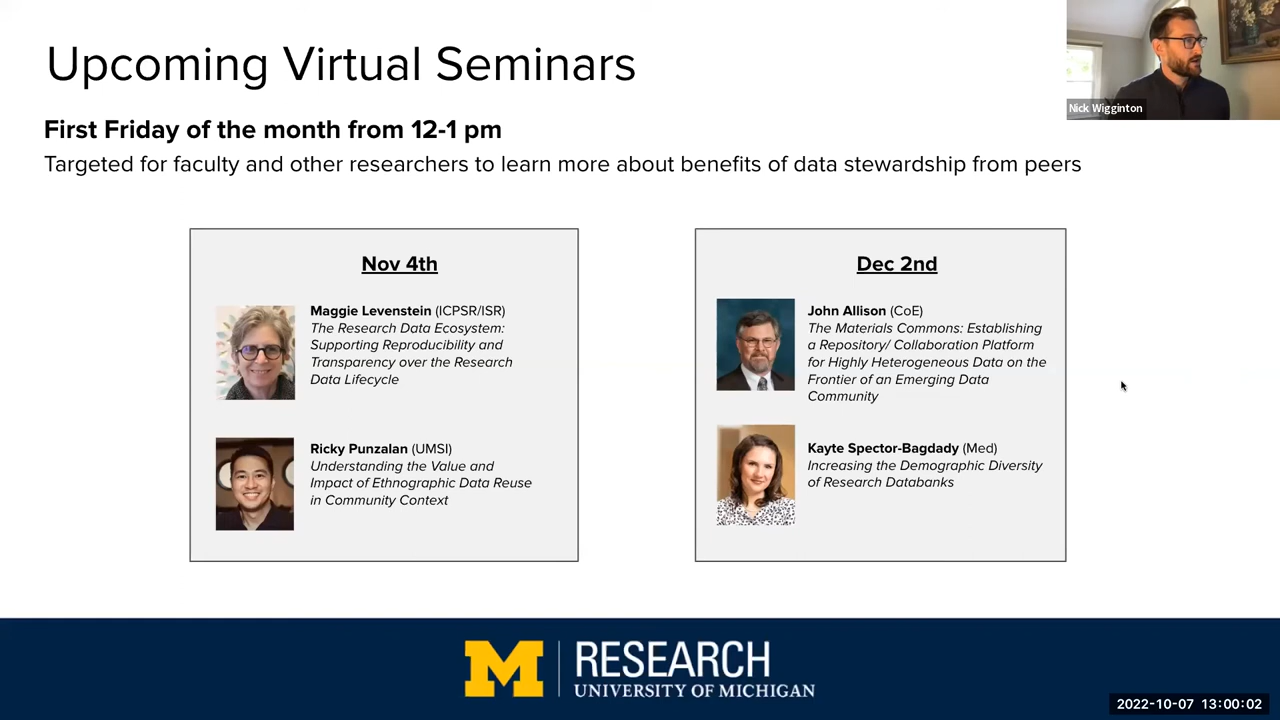 Upcoming Virtual Seminars
Nick Wigginton
First Friday of the month from 12-1 pm
Targeted for faculty and other researchers to learn more about benefits of data stewardship from peers
Nov 4th
Maggie Levenstein (ICPSR/ISR)
The Research Data Ecosystem:
Supporting Reproducibility and
Transparency over the Research
Data Lifecycle
Ricky Punzalan (UMSI)
Understanding the Value and
Impact of Ethnographic Data Reuse
in Community Context
Dec 2nd
John Allison (CoE)
The Materials Commons: Establishing
a Repository/ Collaboration Platform
for Highly Heterogeneous Data on the
Frontier of an Emerging Data
Community
Kayte Spector-Bagdady (Med)
Increasing the Demographic Diversity
of Research Databanks
M RESEARCH
UNIVERSITY OF MICHIGAN
2022-10-07 13:00:02